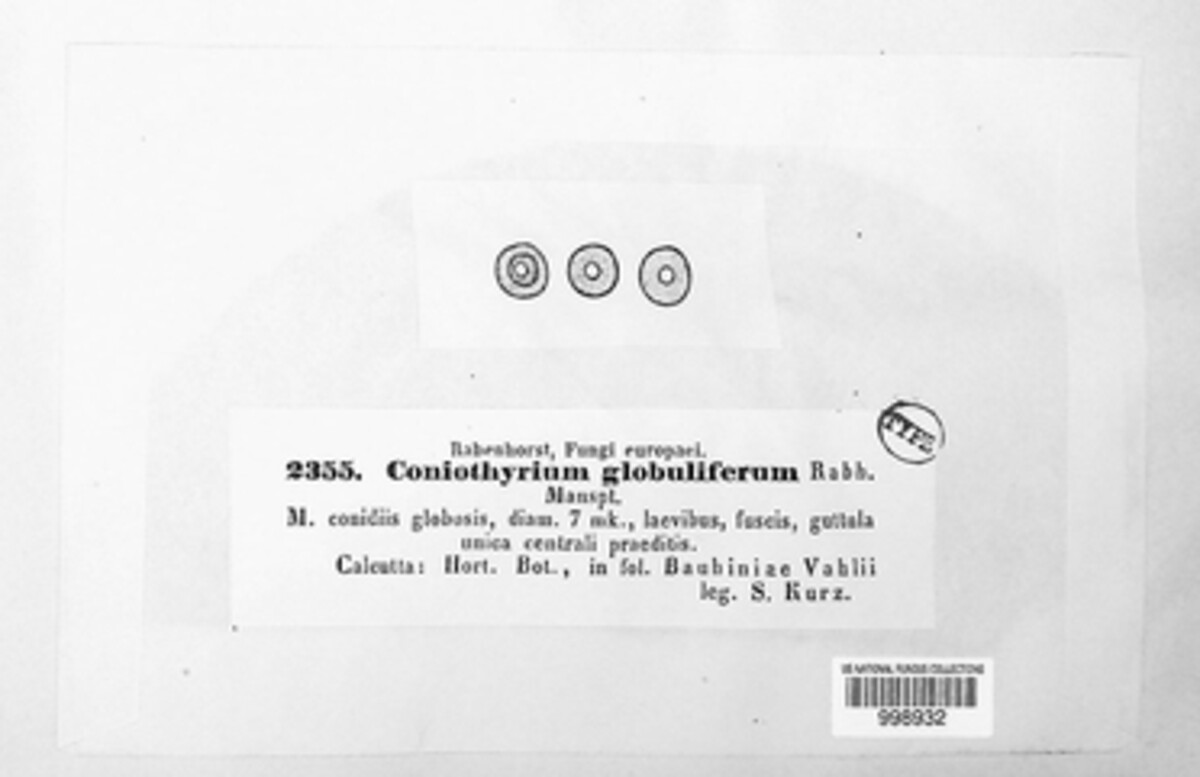 Rabenhorst, Fungi europaei.
2355. Coniothyrium globuliferum Rabh.
Manspt.
M. conidiis globosis, diam. 7 mk., laevibus, fuscis, guttula
unica centrali praeditis.
Calcutta: Hort. Bot., in fol. Bauhiniae Vahlii
leg. S. Kurz.
TYPE
US NATIONAL FUNGUS COLLECTIONS
998932